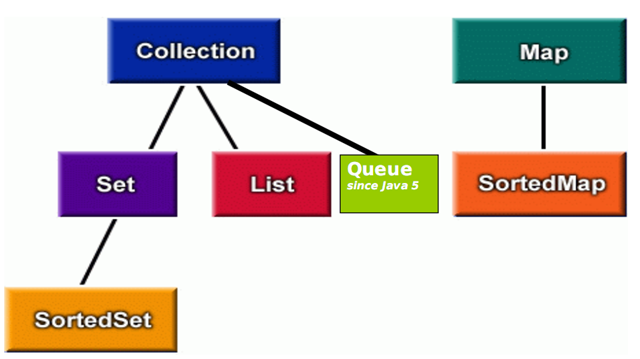 Collection
Map
Set
List
Queue
since Java 5
SortedMap
SortedSet